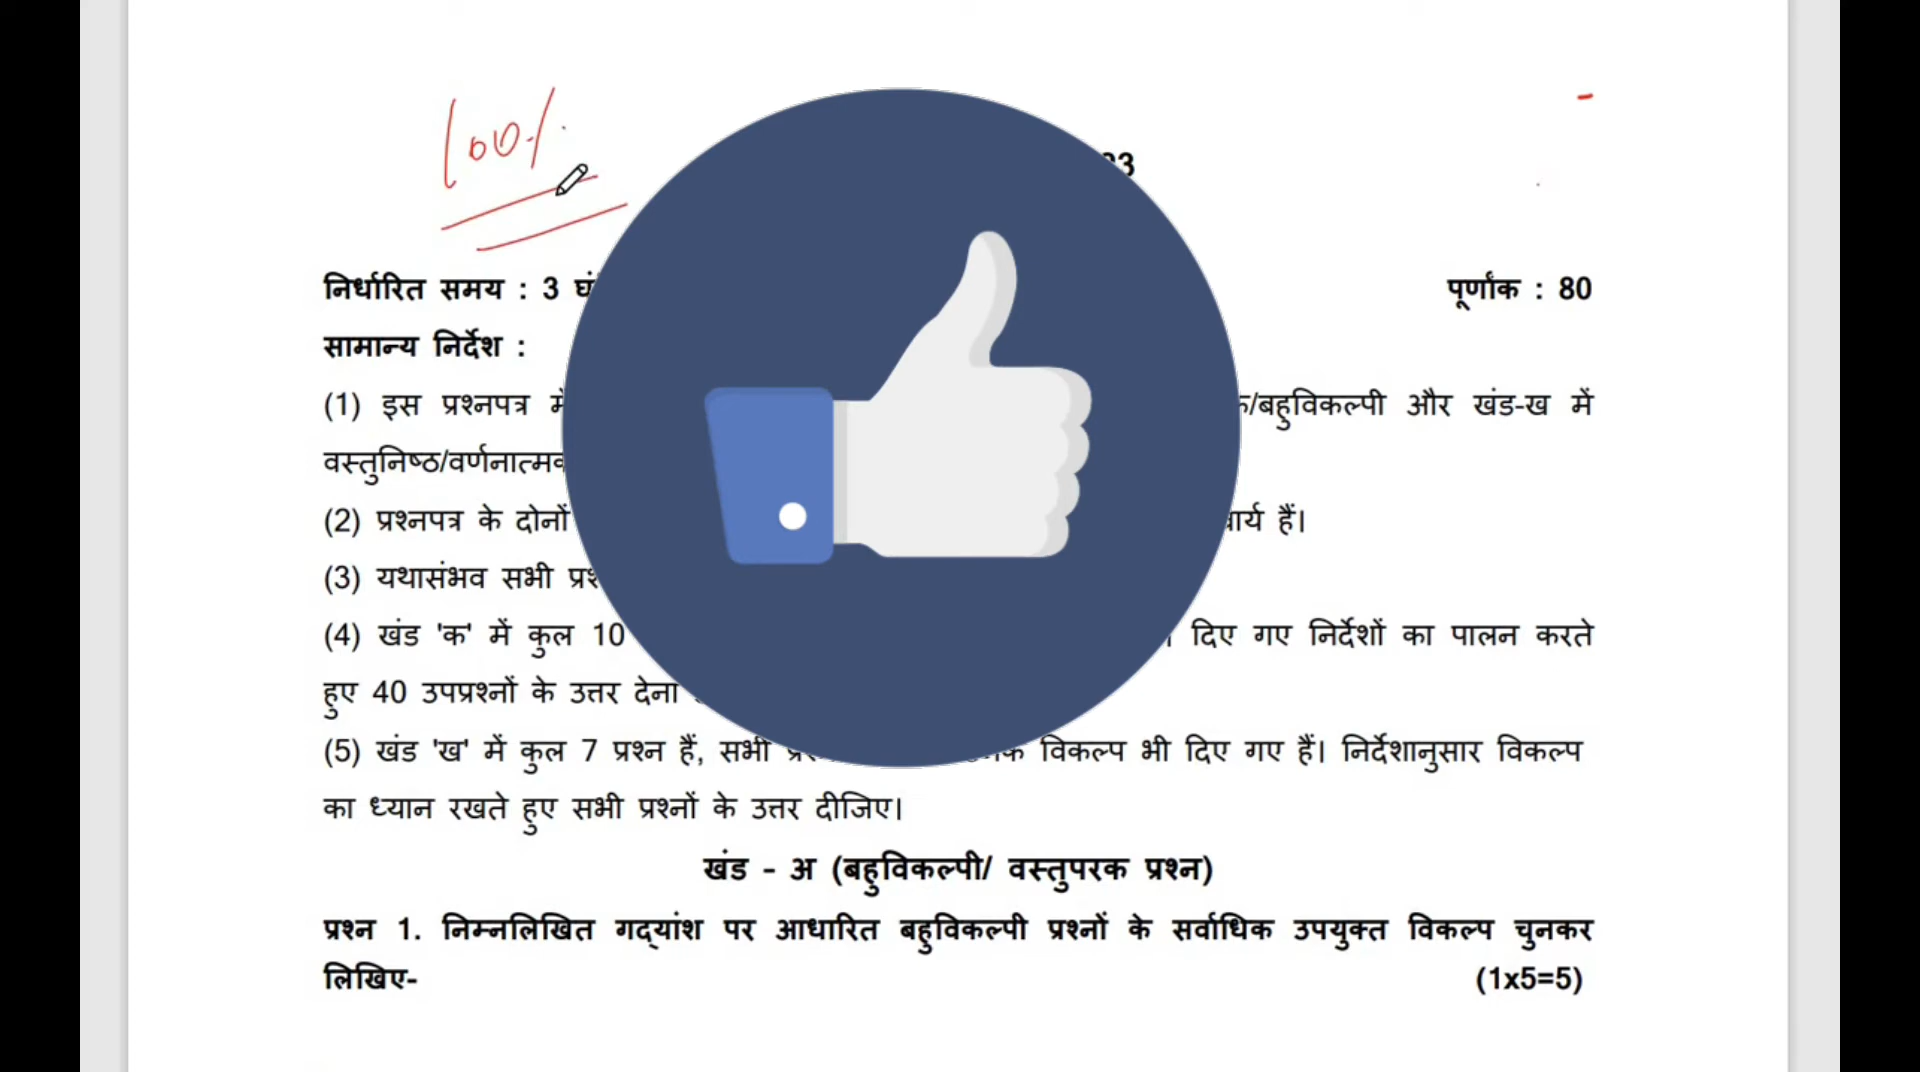 100%
23
निर्धारित समय : 3 पूर्णांक : 80
सामान्य निर्देश :
(1) इस प्रश्नपत्र /बहुविकल्पी और खंड-ख में
वस्तुनिष्ठ/वर्णनात्मक
(2) प्रश्नपत्र के दोनों हैं।
(3) यथासंभव सभी
(4) खंड 'क' में कुल 10 दिए गए निर्देशों का पालन करते
हुए 40 उपप्रश्नों के उत्तर देना
(5) खंड 'ख' में कुल 7 प्रश्न हैं, सभी विकल्प भी दिए गए हैं। निर्देशानुसार विकल्प
का ध्यान रखते हुए सभी प्रश्नों के उत्तर दीजिए।
खंड - अ (बहुविकल्पी/ वस्तुपरक प्रश्न)
प्रश्न 1. निम्नलिखित गद्यांश पर आधारित बहुविकल्पी प्रश्नों के सर्वाधिक उपयुक्त विकल्प चुनकर
लिखिए- (1x5=5)